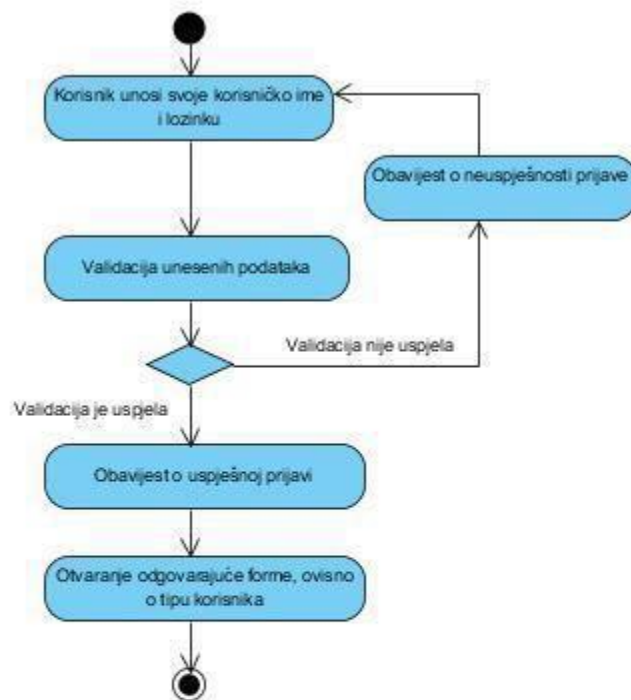 Korisnik unosi svoje korisničko ime
i lozinku
Obavijest o neuspješnosti prijave
Validacija unesenih podataka
Validacija nije uspjela
Validacija je uspjela
Obavijest o uspješnoj prijavi
Otvaranje odgovarajuće forme, ovisno
o tipu korisnika